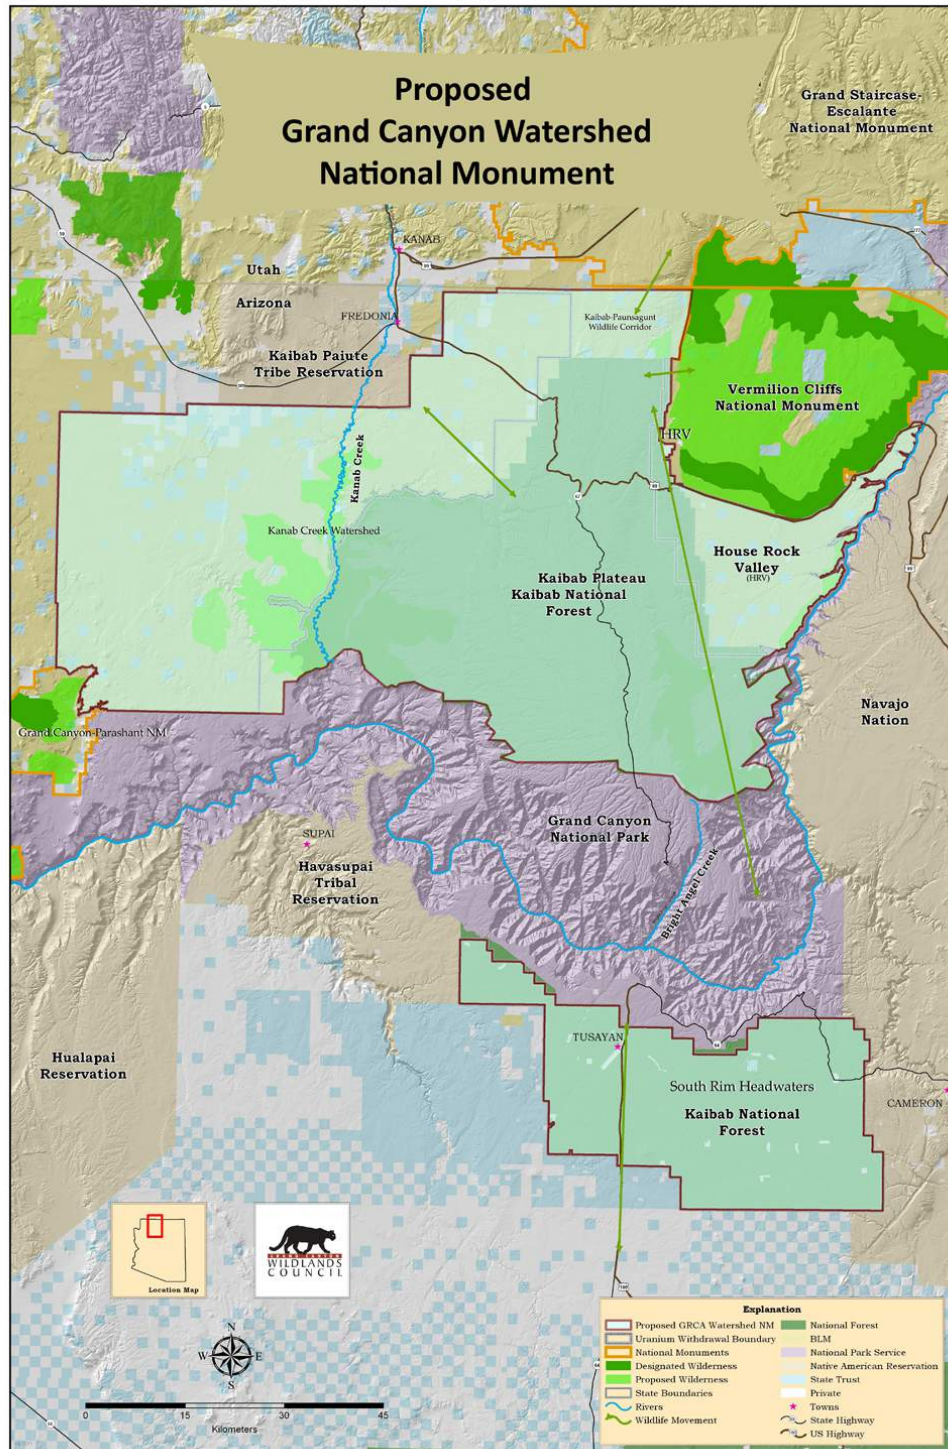 Proposed
Grand Canyon Watershed
National Monument
Grand Staircase-
Escalante
National Monument
KANAB
Utah
Arizona
FREDONIA
Kaibab Paiute
Tribe Reservation
Kaibab-Paunsagunt
Wildlife Corridor
Vermilion Cliffs
National Monument
HRV
89
Kanab Creek
Kanab Creek Watershed
67
House Rock
Valley
(HRV)
Kaibab Plateau
Kaibab National
Forest
Navajo
Nation
Grand Canyon-Parashant NM
Grand Canyon
National Park
SUPAI
Havasupai
Tribal
Reservation
Bright Angel Creek
TUSAYAN
Hualapai
Reservation
South Rim Headwaters
Kaibab National
Forest
CAMERON
Location Map
GRAND CANYON
WILDLANDS
COUNCIL
N
W E
S
0 15 30 45
Kilometers
Explanation
Proposed GRCA Watershed NM
Uranium Withdrawal Boundary
National Monuments
Designated Wilderness
Proposed Wilderness
State Boundaries
Rivers
Wildlife Movement
National Forest
BLM
National Park Service
Native American Reservation
State Trust
Private
Towns
State Highway
US Highway